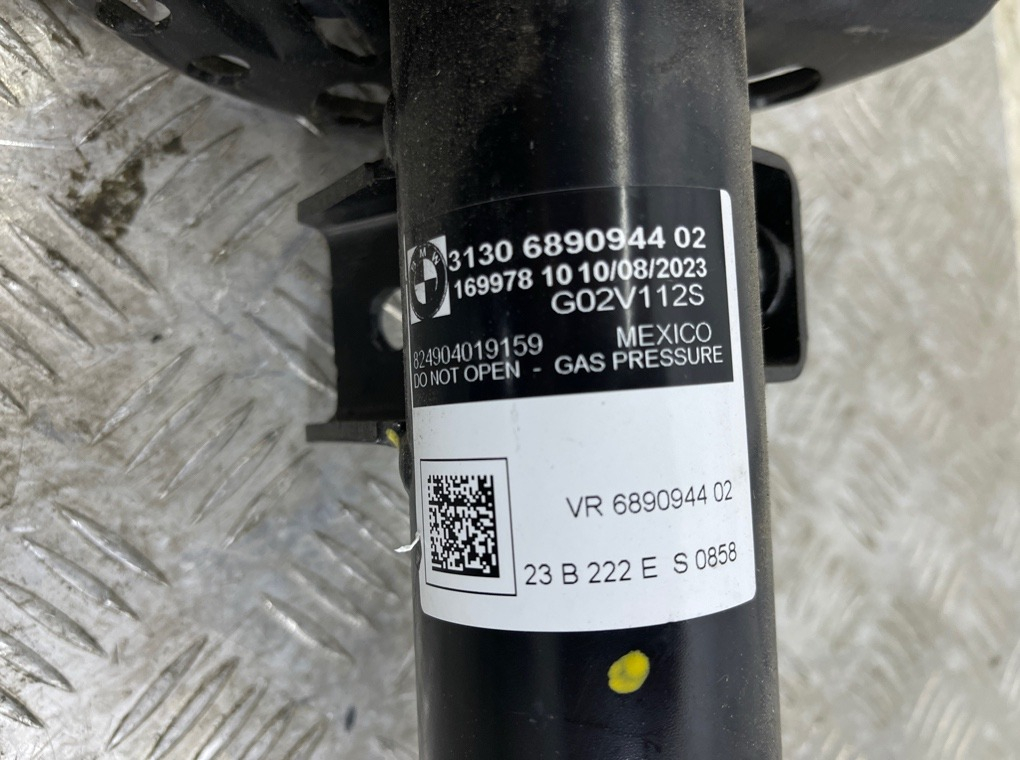 BMW
3130 6890944 02
169978 10 10/08/2023
G02V112S
824904019159 MEXICO
DO NOT OPEN - GAS PRESSURE
VR 6890944 02
23 B 222 E S 0858